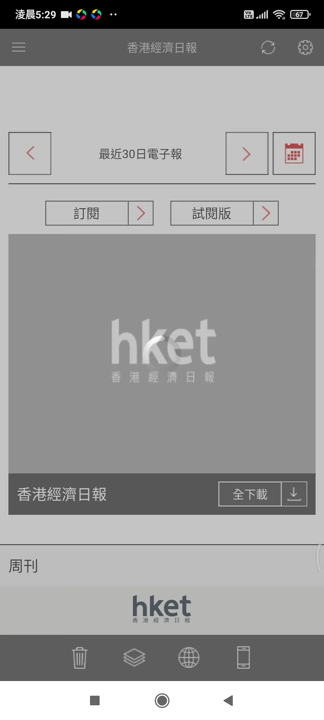 淩晨5:29
67
香港經濟日報
最近30日電子報
訂閱
試閱版
hket
香港經濟日報
香港經濟日報
全下載
周刊
hket
香港經濟日報